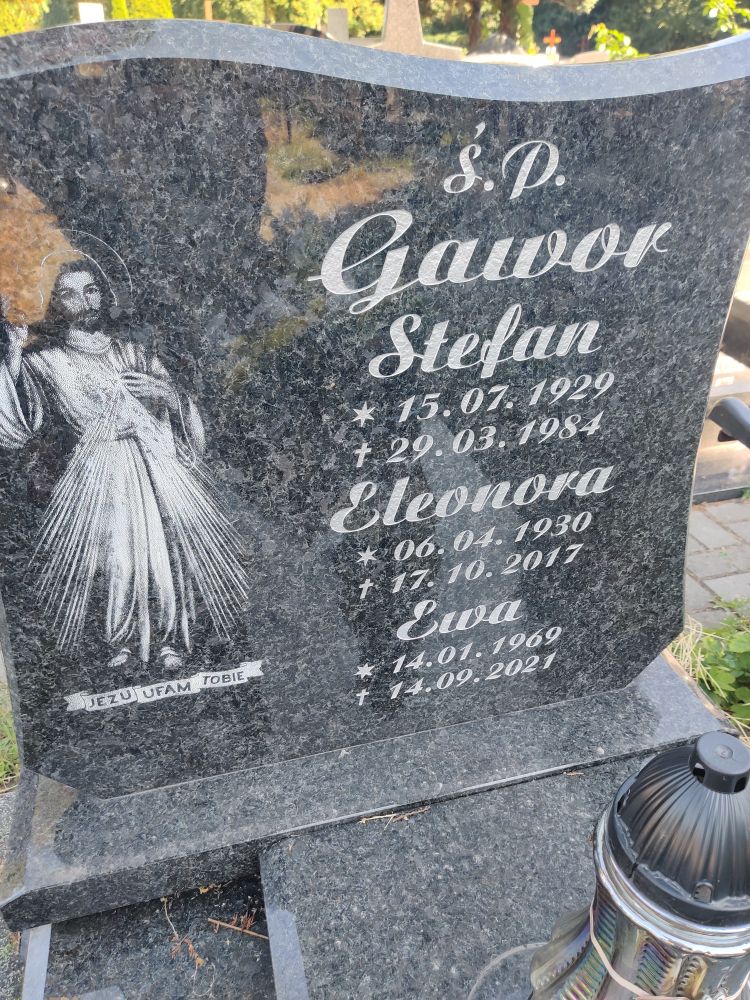 Ś.P.
Gawor
Stefan
* 15.07.1929
† 29.03.1984
Eleonora
* 06.04.1930
† 17.10.2017
Ewa
* 14.01.1969
† 14.09.2021
JEZU UFAM TOBIE